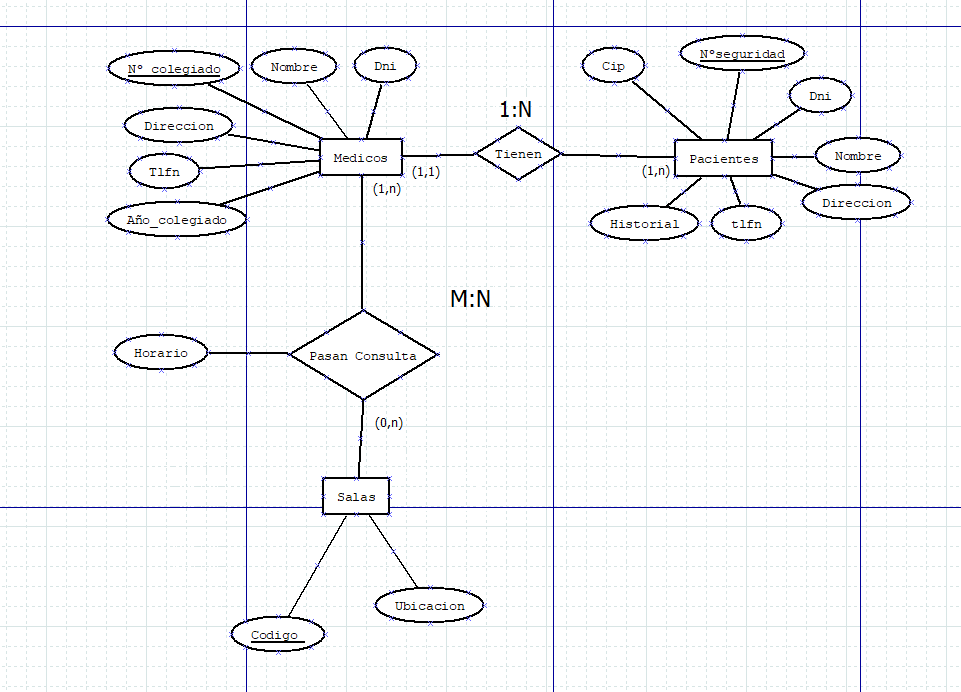 Nº colegiado
Nombre
Dni
Direccion
Tlfn
Año_colegiado
Medicos
(1,1)
(1,n)
1:N
Tienen
(1,n)
Pacientes
Cip
Nºseguridad
Dni
Nombre
Direccion
Historial
tlfn
M:N
Horario
Pasan Consulta
(0,n)
Salas
Ubicacion
Codigo